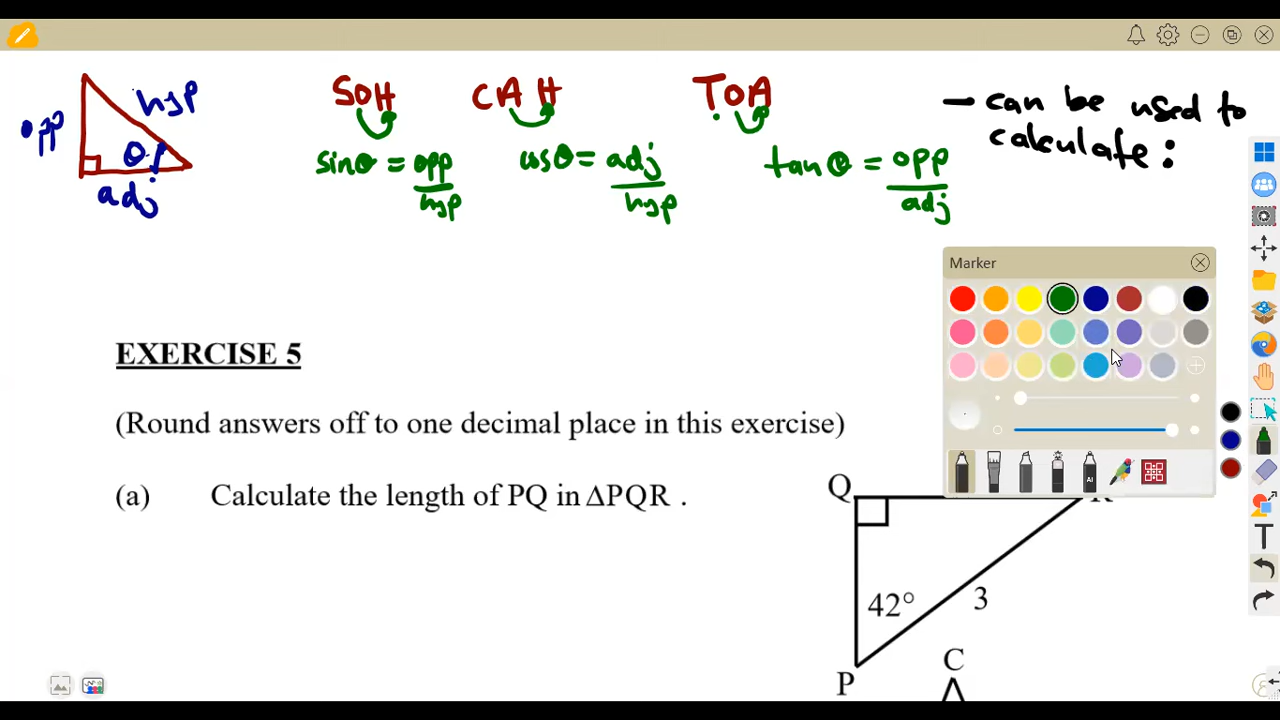 opp
hyp
θ
adj
SOH CAH TOA
sinθ = opp
hyp
cosθ = adj
hyp
tanθ = opp
adj
- can be used to
calculate :
Marker
EXERCISE 5
(Round answers off to one decimal place in this exercise)
(a) Calculate the length of PQ in ΔPQR .
Q
42°
3
P
C
AI
T